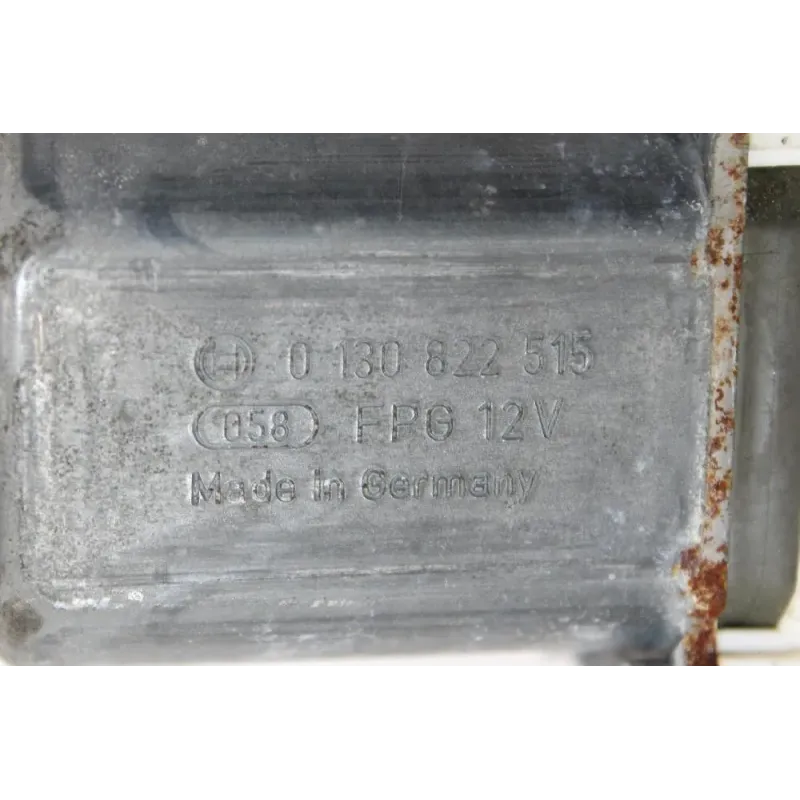 0 130 822 515
058 FPG 12V
Made in Germany